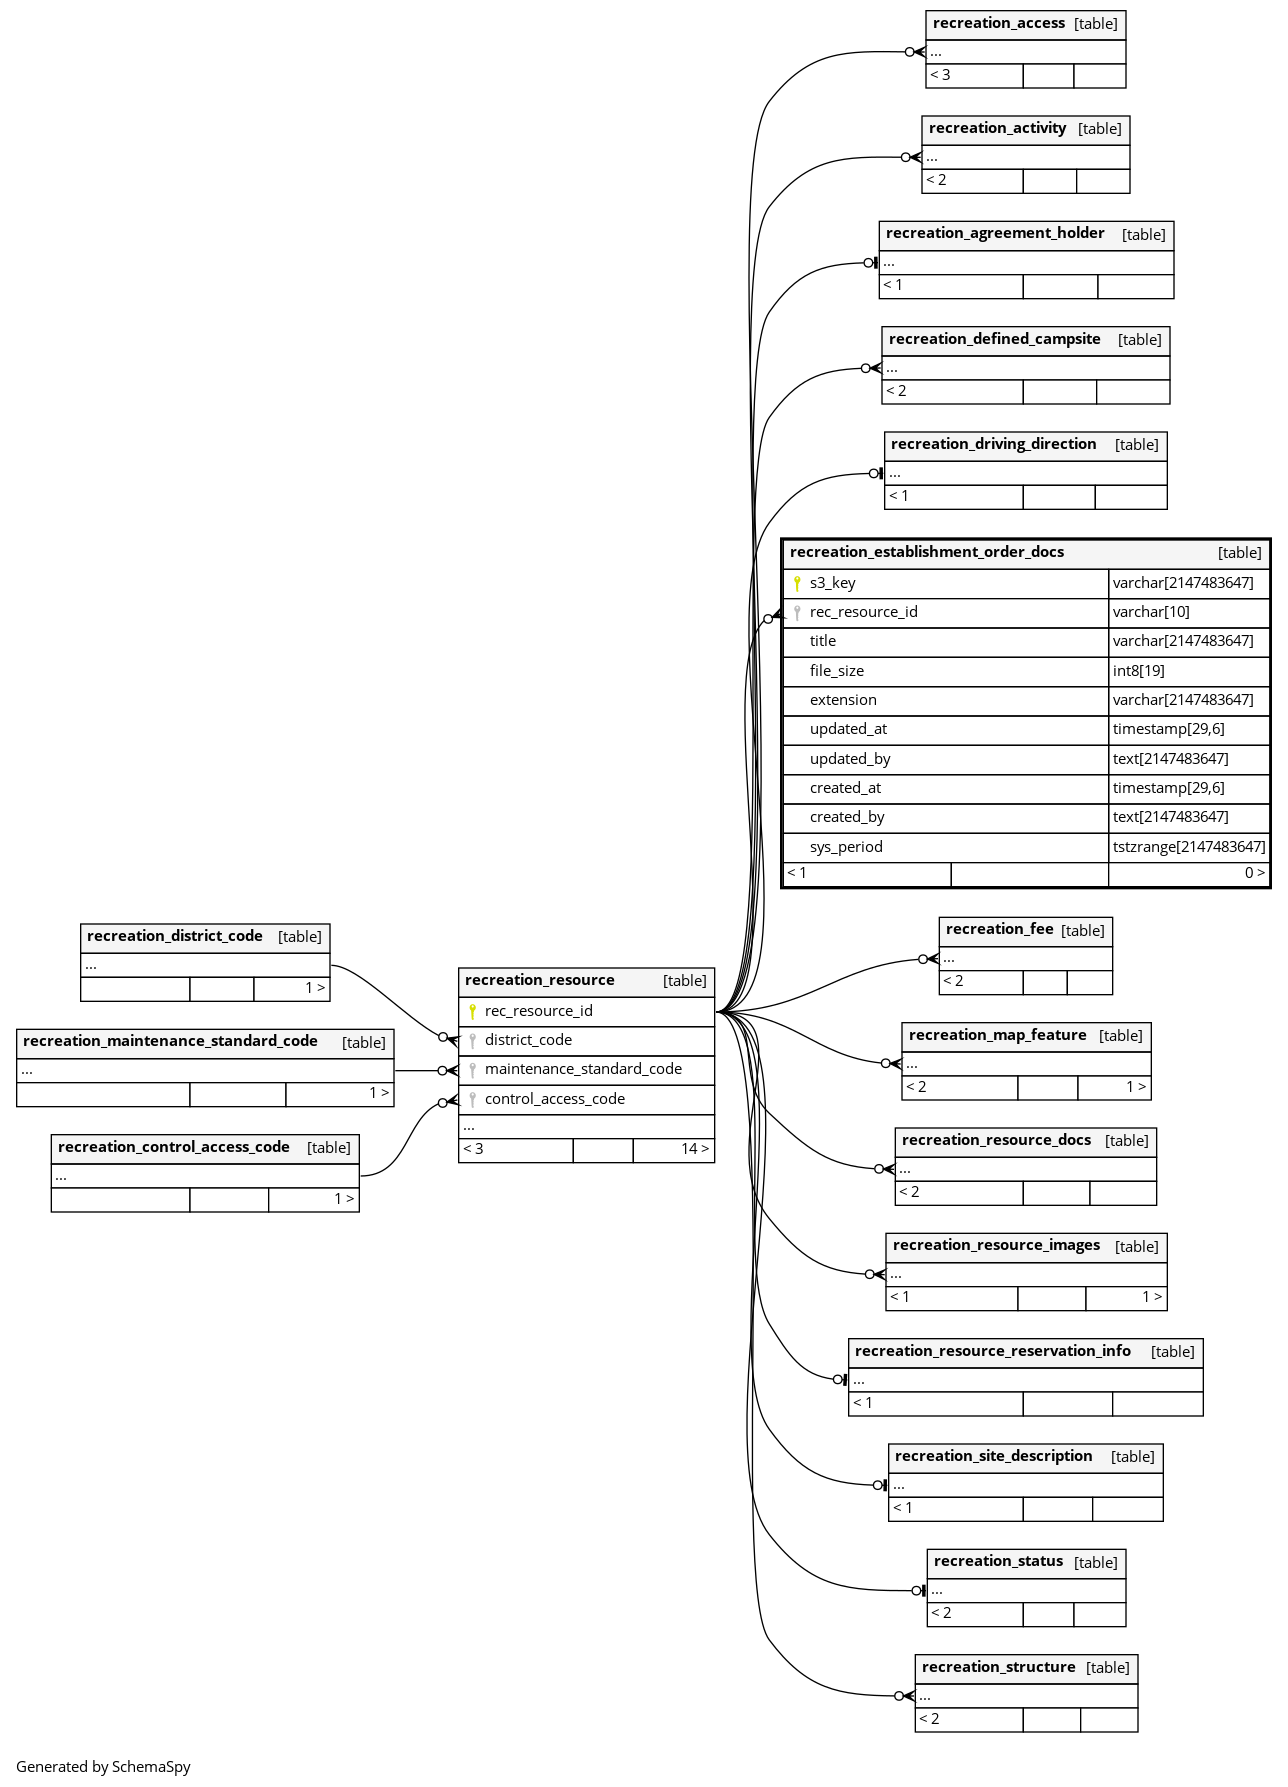 recreation_access [table]
...
< 3
recreation_activity [table]
...
< 2
recreation_agreement_holder [table]
...
< 1
recreation_defined_campsite [table]
...
< 2
recreation_driving_direction [table]
...
< 1
recreation_establishment_order_docs [table]
s3_key varchar[2147483647]
rec_resource_id varchar[10]
title varchar[2147483647]
file_size int8[19]
extension varchar[2147483647]
updated_at timestamp[29,6]
updated_by text[2147483647]
created_at timestamp[29,6]
created_by text[2147483647]
sys_period tstzrange[2147483647]
< 1 0 >
recreation_district_code [table]
...
1 >
recreation_maintenance_standard_code [table]
...
1 >
recreation_control_access_code [table]
...
1 >
recreation_resource [table]
rec_resource_id
district_code
maintenance_standard_code
control_access_code
...
< 3 14 >
recreation_fee [table]
...
< 2
recreation_map_feature [table]
...
< 2 1 >
recreation_resource_docs [table]
...
< 2
recreation_resource_images [table]
...
< 1 1 >
recreation_resource_reservation_info [table]
...
< 1
recreation_site_description [table]
...
< 1
recreation_status [table]
...
< 2
recreation_structure [table]
...
< 2
Generated by SchemaSpy